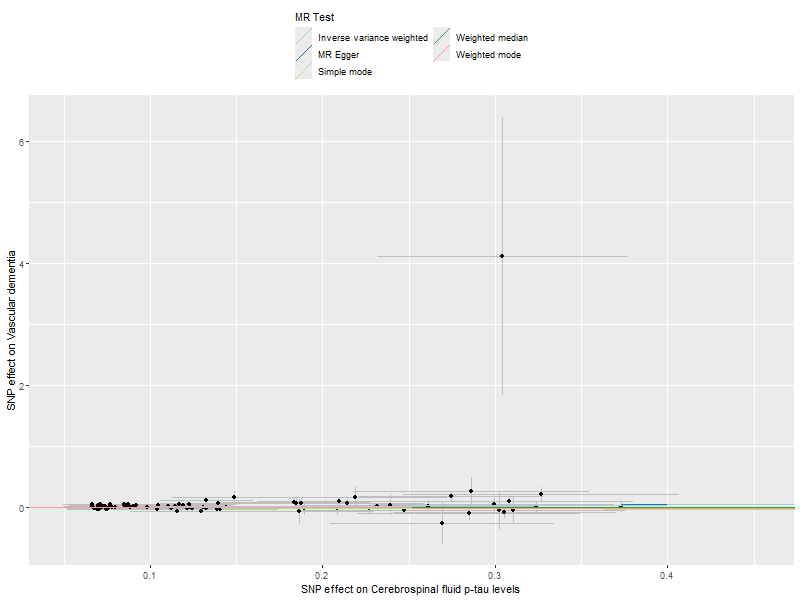 MR Test
Inverse variance weighted
Weighted median
MR Egger
Weighted mode
Simple mode
6
4
2
0
SNP effect on Vascular dementia
0.1 0.2 0.3 0.4
SNP effect on Cerebrospinal fluid p-tau levels